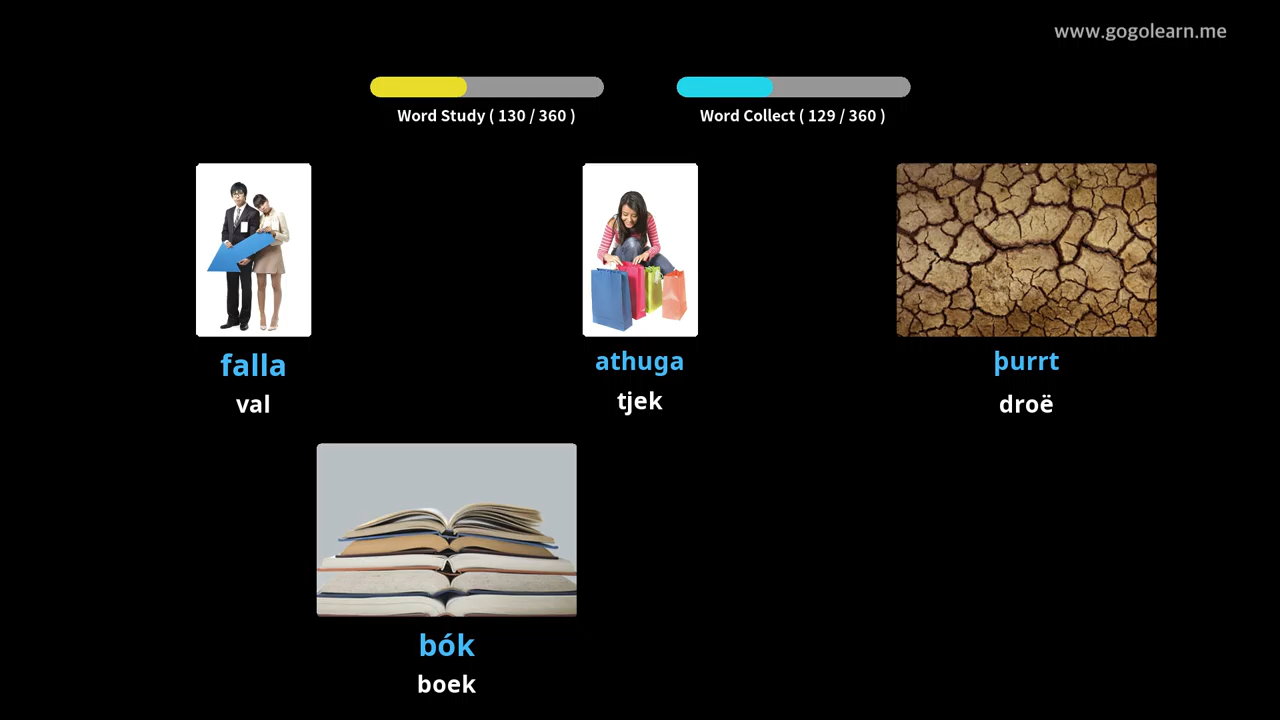 www.gogolearn.me
Word Study ( 130 / 360 )
Word Collect ( 129 / 360 )
falla
val
athuga
tjek
þurrt
droë
bók
boek